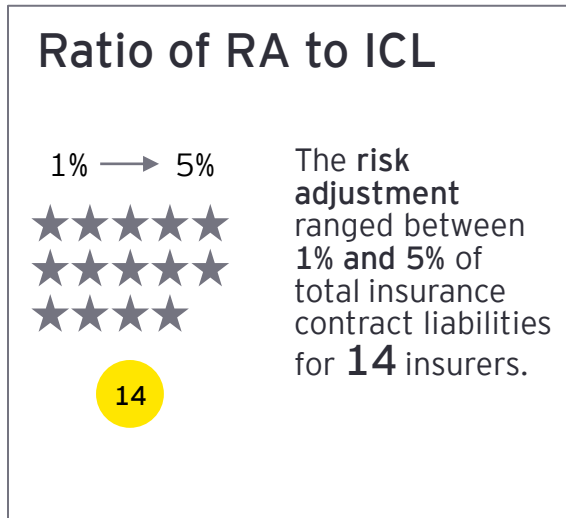 Ratio of RA to ICL
1% → 5%
14
The risk
adjustment
ranged between
1% and 5% of
total insurance
contract liabilities
for 14 insurers.